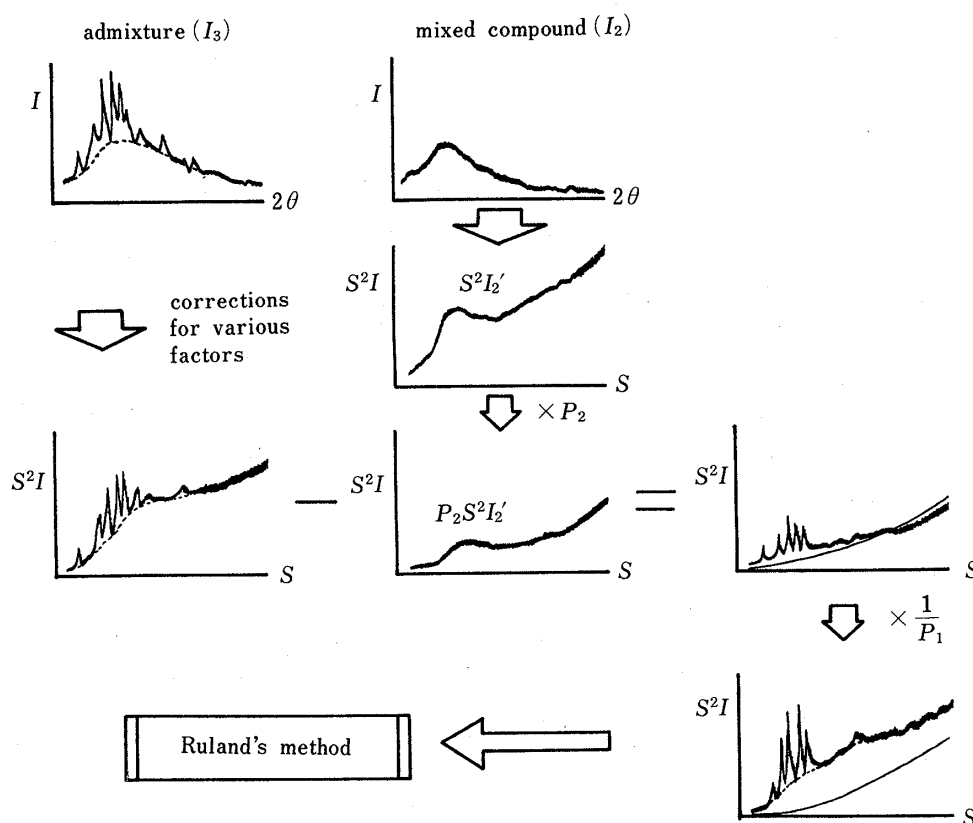 admixture (I₃)
mixed compound (I₂)
I
2θ
I
2θ
corrections
for various
factors
S²I
S²I₂′
S
× P₂
S²I
S
—
S²I
P₂S²I₂′
S
=
S²I
S
× 1/P₁
S²I
S
Ruland's method